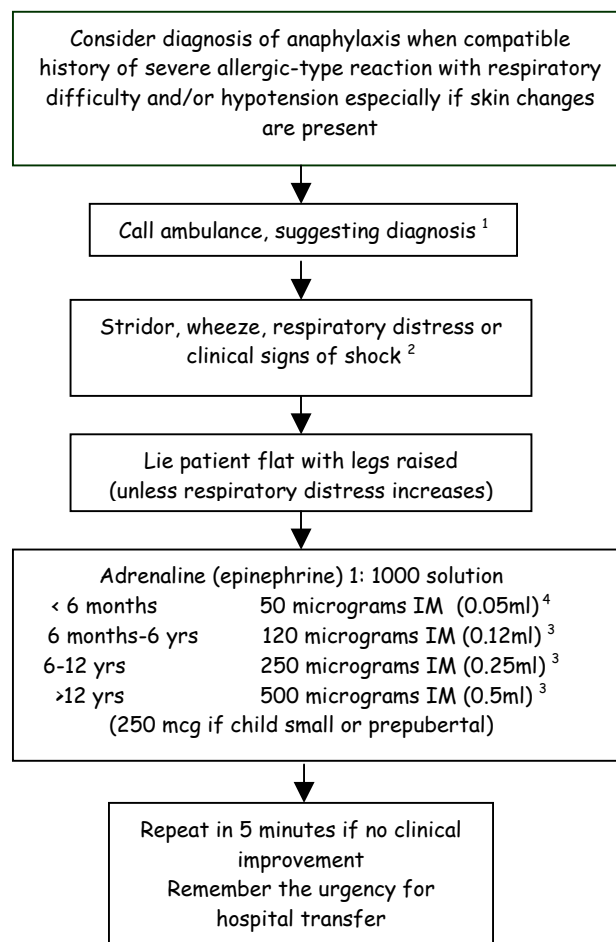 Consider diagnosis of anaphylaxis when compatible
history of severe allergic-type reaction with respiratory
difficulty and/or hypotension especially if skin changes
are present
Call ambulance, suggesting diagnosis 1
Stridor, wheeze, respiratory distress or
clinical signs of shock 2
Lie patient flat with legs raised
(unless respiratory distress increases)
Adrenaline (epinephrine) 1: 1000 solution
< 6 months 50 micrograms IM (0.05ml) 4
6 months-6 yrs 120 micrograms IM (0.12ml) 3
6-12 yrs 250 micrograms IM (0.25ml) 3
>12 yrs 500 micrograms IM (0.5ml) 3
(250 mcg if child small or prepubertal)
Repeat in 5 minutes if no clinical
improvement
Remember the urgency for
hospital transfer